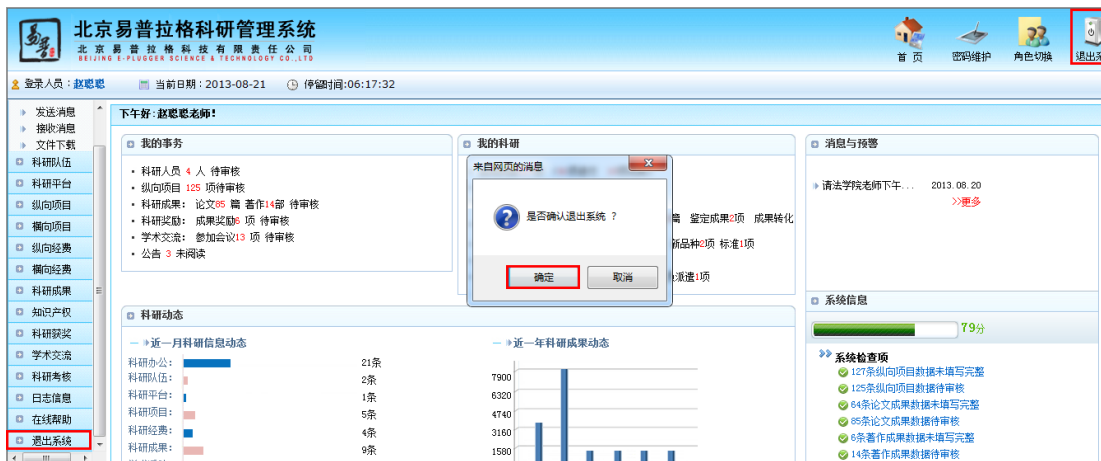 北京易普拉格科研管理系统
北京易普拉格科技有限责任公司
BEIJING E-PLUGGER SCIENCE & TECHNOLOGY CO.,LTD
首 页
密码维护
角色切换
退出系
登录人员：赵聪聪
当前日期：2013-08-21
停留时间:06:17:32
发送消息
接收消息
文件下载
科研队伍
科研平台
纵向项目
横向项目
纵向经费
横向经费
科研成果
知识产权
科研获奖
学术交流
科研考核
日志信息
在线帮助
退出系统
下午好:赵聪聪老师!
我的事务
科研人员 4 人 待审核
纵向项目 125 项待审核
科研成果: 论文85 篇 著作14部 待审核
科研奖励: 成果奖励6 项 待审核
学术交流: 参加会议13 项 待审核
公告 3 未阅读
我的科研
篇 鉴定成果2项 成果转化
新品种2项 标准1项
派遣1项
来自网页的消息
是否确认退出系统 ？
确定
取消
消息与预警
请法学院老师下午... 2013.08.20
>>更多
科研动态
近一月科研信息动态
科研办公: 21条
科研队伍: 2条
科研平台: 1条
科研项目: 5条
科研经费: 4条
科研成果: 9条
近一年科研成果动态
7900
6320
4740
3160
1580
系统信息
79分
系统检查项
127条纵向项目数据未填写完整
125条纵向项目数据待审核
64条论文成果数据未填写完整
85条论文成果数据待审核
6条著作成果数据未填写完整
14条著作成果数据待审核